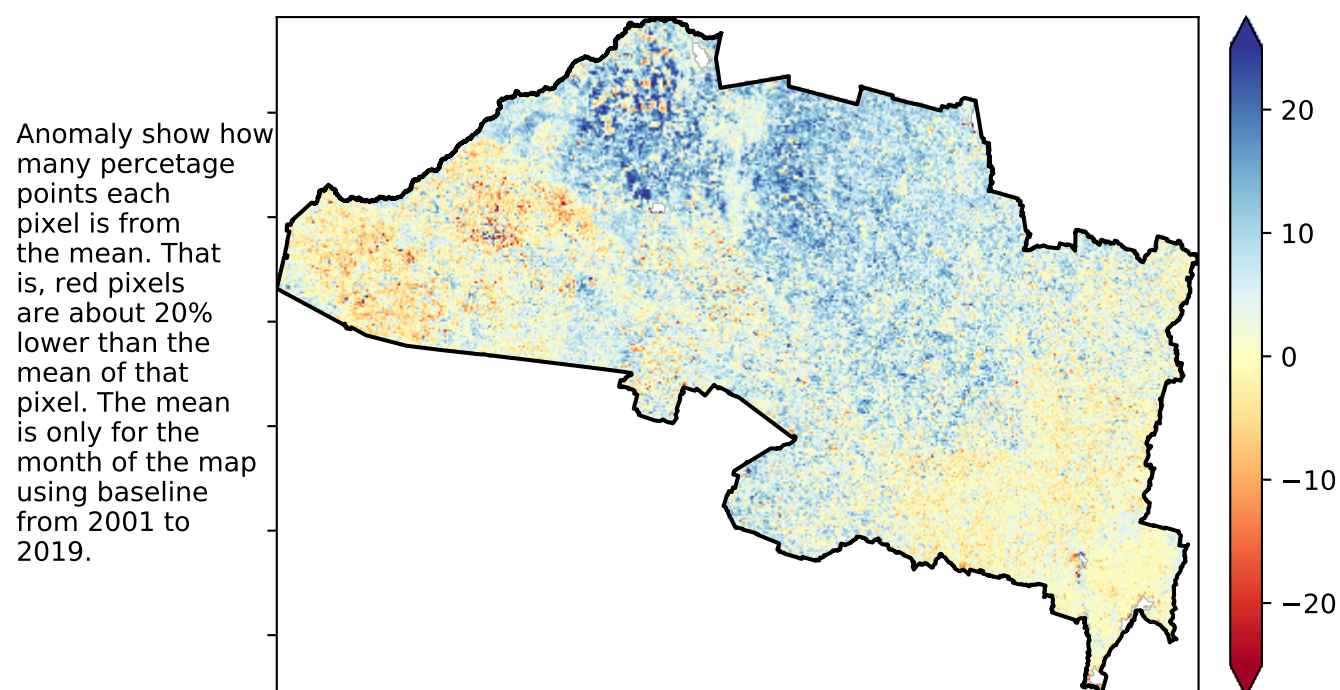 Anomaly show how
many percetage
points each
pixel is from
the mean. That
is, red pixels
are about 20%
lower than the
mean of that
pixel. The mean
is only for the
month of the map
using baseline
from 2001 to
2019.
20
10
0
−10
−20